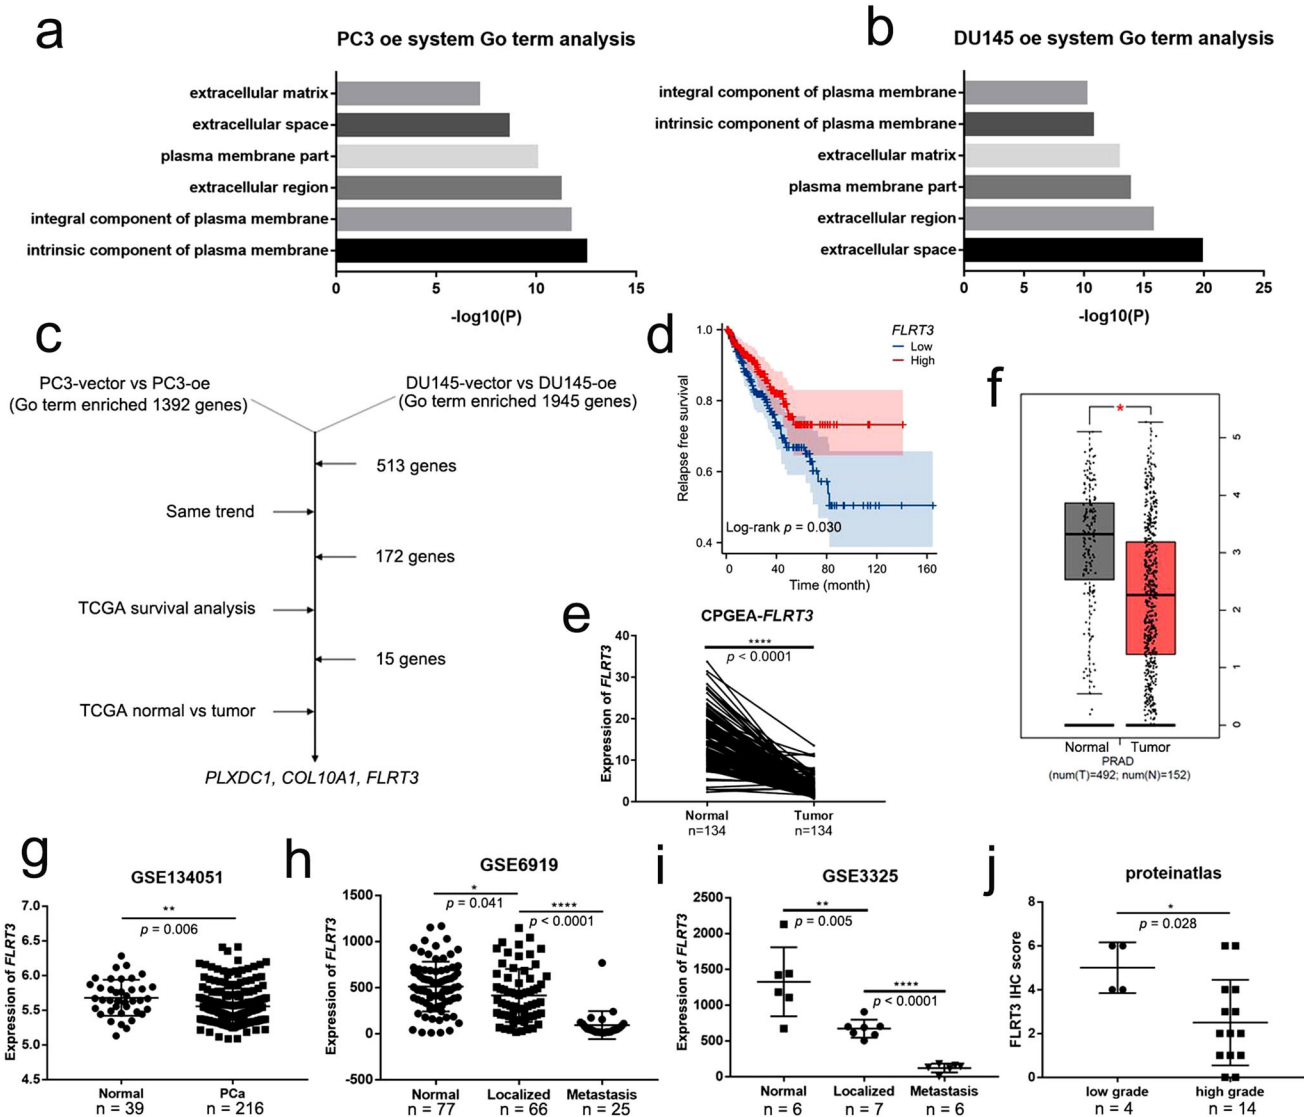 a
PC3 oe system Go term analysis
extracellular matrix
extracellular space
plasma membrane part
extracellular region
integral component of plasma membrane
intrinsic component of plasma membrane
0 5 10 15
-log10(P)
b
DU145 oe system Go term analysis
integral component of plasma membrane
intrinsic component of plasma membrane
extracellular matrix
plasma membrane part
extracellular region
extracellular space
0 5 10 15 20 25
-log10(P)
c
PC3-vector vs PC3-oe
(Go term enriched 1392 genes)
DU145-vector vs DU145-oe
(Go term enriched 1945 genes)
513 genes
Same trend
172 genes
TCGA survival analysis
15 genes
TCGA normal vs tumor
PLXDC1, COL10A1, FLRT3
d
FLRT3
Low
High
Relapse free survival
1.0
0.8
0.6
0.4
Log-rank p = 0.030
0 40 80 120 160
Time (month)
e
CPGEA-FLRT3
****
p < 0.0001
Expression of FLRT3
40
30
20
10
0
Normal Tumor
n=134 n=134
f
*
5
4
3
2
1
0
Normal Tumor
PRAD
(num(T)=492; num(N)=152)
g
GSE134051
**
p = 0.006
Expression of FLRT3
7.0
6.5
6.0
5.5
5.0
4.5
Normal PCa
n = 39 n = 216
h
GSE6919
*
p = 0.041
****
p < 0.0001
Expression of FLRT3
1500
1000
500
0
-500
Normal Localized Metastasis
n = 77 n = 66 n = 25
i
GSE3325
**
p = 0.005
****
p < 0.0001
Expression of FLRT3
2500
2000
1500
1000
500
0
Normal Localized Metastasis
n = 6 n = 7 n = 6
j
proteinatlas
*
p = 0.028
FLRT3 IHC score
8
6
4
2
0
low grade high grade
n = 4 n = 14